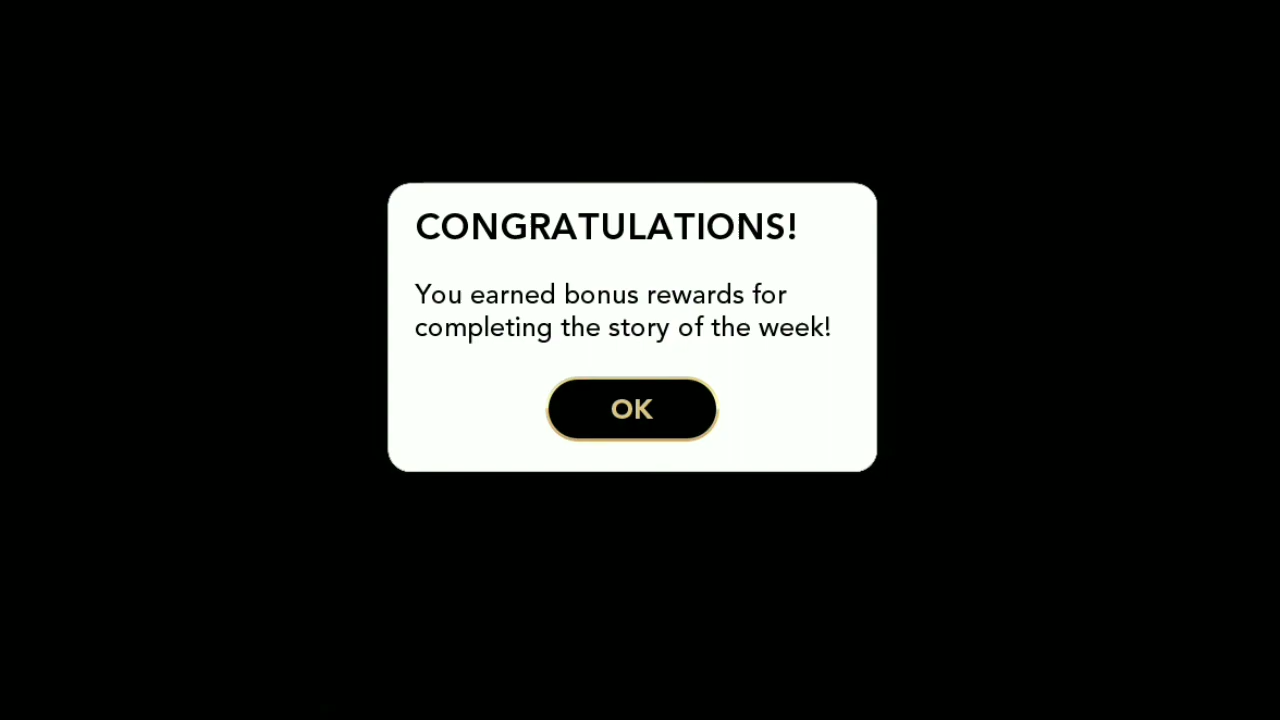 CONGRATULATIONS!
You earned bonus rewards for
completing the story of the week!
OK